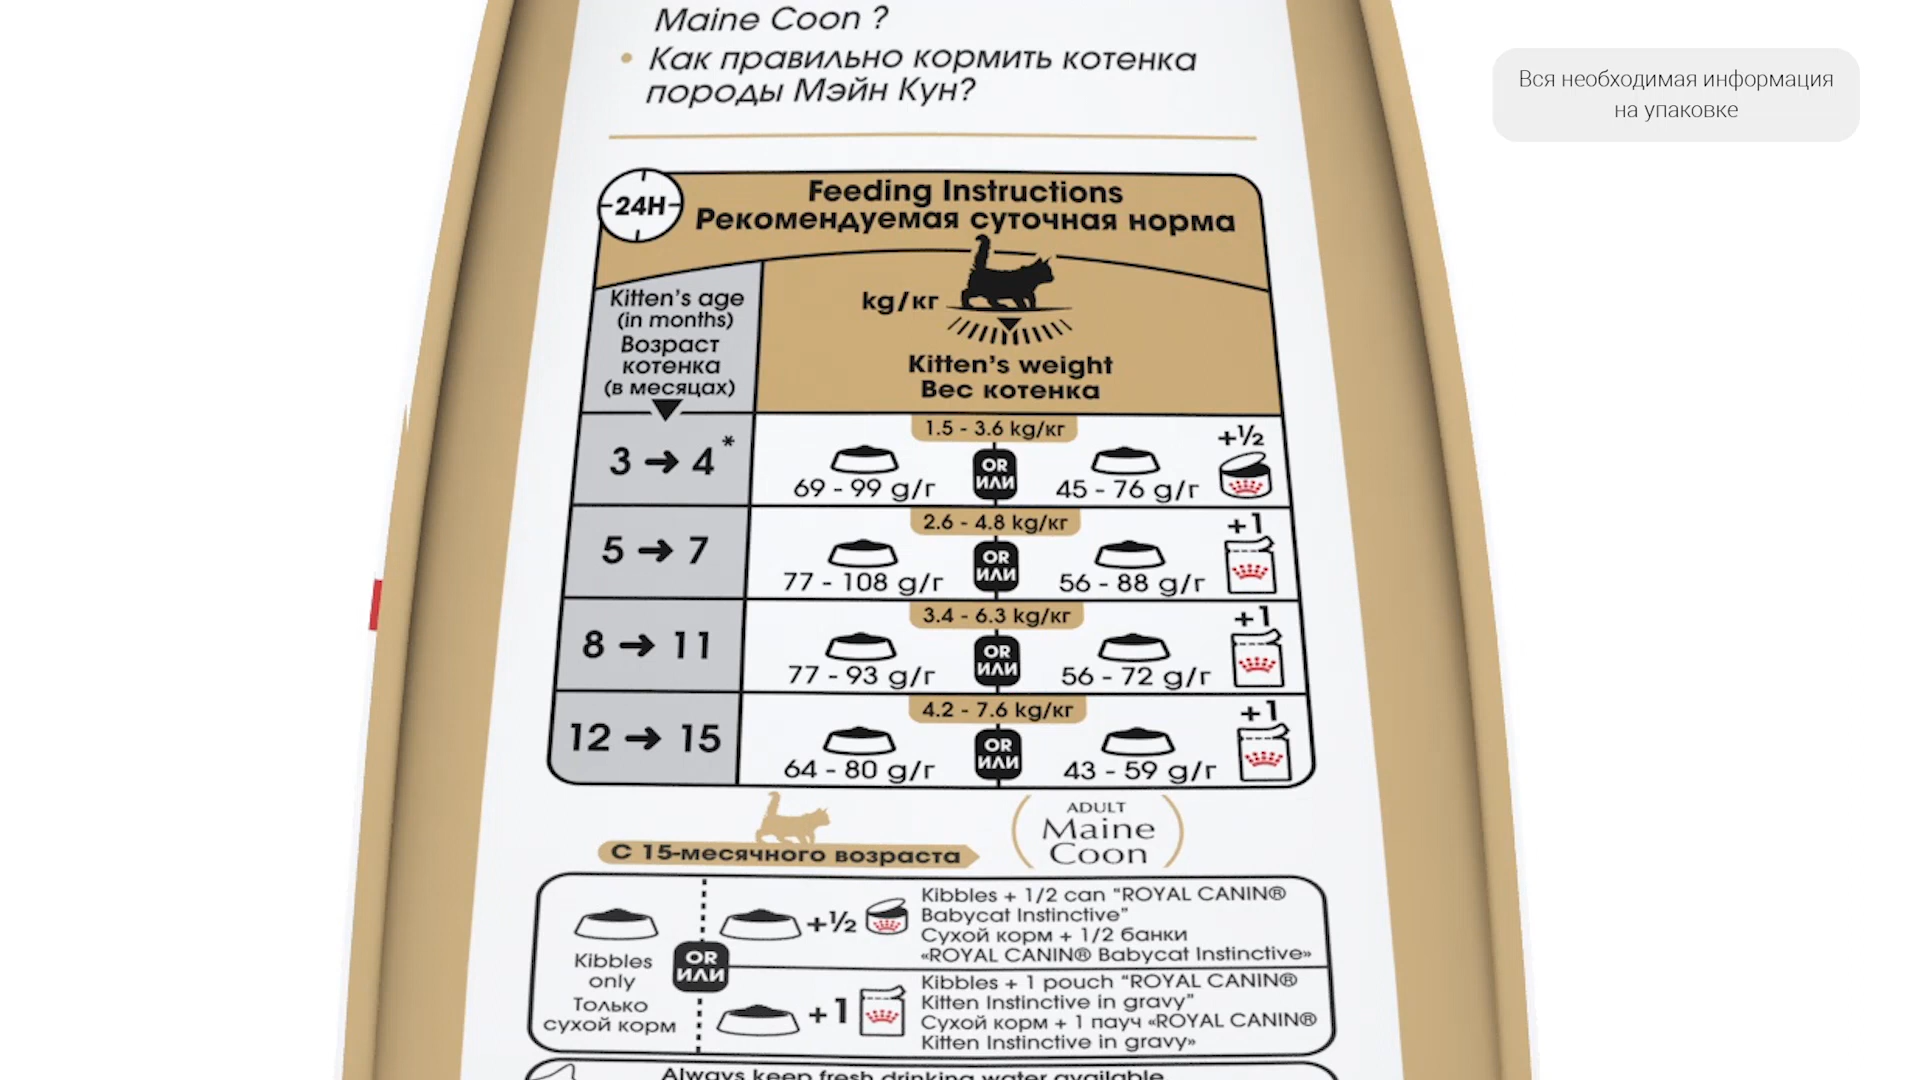 Maine Coon ?
• Как правильно кормить котенка
породы Мэйн Кун?
Вся необходимая информация
на упаковке
24H
Feeding Instructions
Рекомендуемая суточная норма
Kitten's age
(in months)
Возраст
котенка
(в месяцах)
kg/кг
Kitten's weight
Вес котенка
3 → 4*
1.5 - 3.6 kg/кг
69 - 99 g/г
OR
ИЛИ
45 - 76 g/г
+½
5 → 7
2.6 - 4.8 kg/кг
77 - 108 g/г
OR
ИЛИ
56 - 88 g/г
+1
8 → 11
3.4 - 6.3 kg/кг
77 - 93 g/г
OR
ИЛИ
56 - 72 g/г
+1
12 → 15
4.2 - 7.6 kg/кг
64 - 80 g/г
OR
ИЛИ
43 - 59 g/г
+1
С 15-месячного возраста
ADULT
Maine
Coon
Kibbles
only
Только
сухой корм
OR
ИЛИ
+½
Kibbles + 1/2 can “ROYAL CANIN®
Babycat Instinctive”
Сухой корм + 1/2 банки
«ROYAL CANIN® Babycat Instinctive»
+1
Kibbles + 1 pouch “ROYAL CANIN®
Kitten Instinctive in gravy”
Сухой корм + 1 пауч «ROYAL CANIN®
Kitten Instinctive in gravy»
Always keep fresh drinking water available